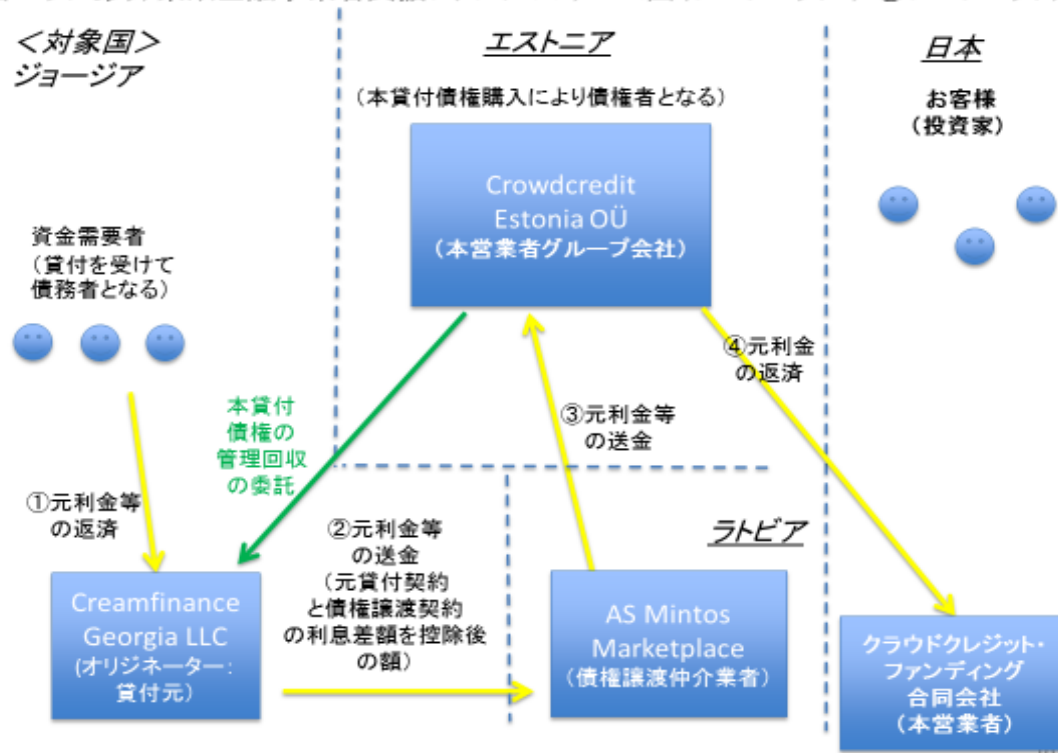 <対象国>
ジョージア
エストニア
日本
(本貸付債権購入により債権者となる)
お客様
(投資家)
Crowdcredit
Estonia OÜ
(本営業者グループ会社)
資金需要者
(貸付を受けて
債務者となる)
④元利金
の返済
本貸付
債権の
管理回収
の委託
③元利金等
の送金
①元利金等
の返済
②元利金等
の送金
(元貸付契約
と債権譲渡契約
の利息差額を控除後
の額)
ラトビア
Creamfinance
Georgia LLC
(オリジネーター:
貸付元)
AS Mintos
Marketplace
(債権譲渡仲介業者)
クラウドクレジット・
ファンディング
合同会社
(本営業者)